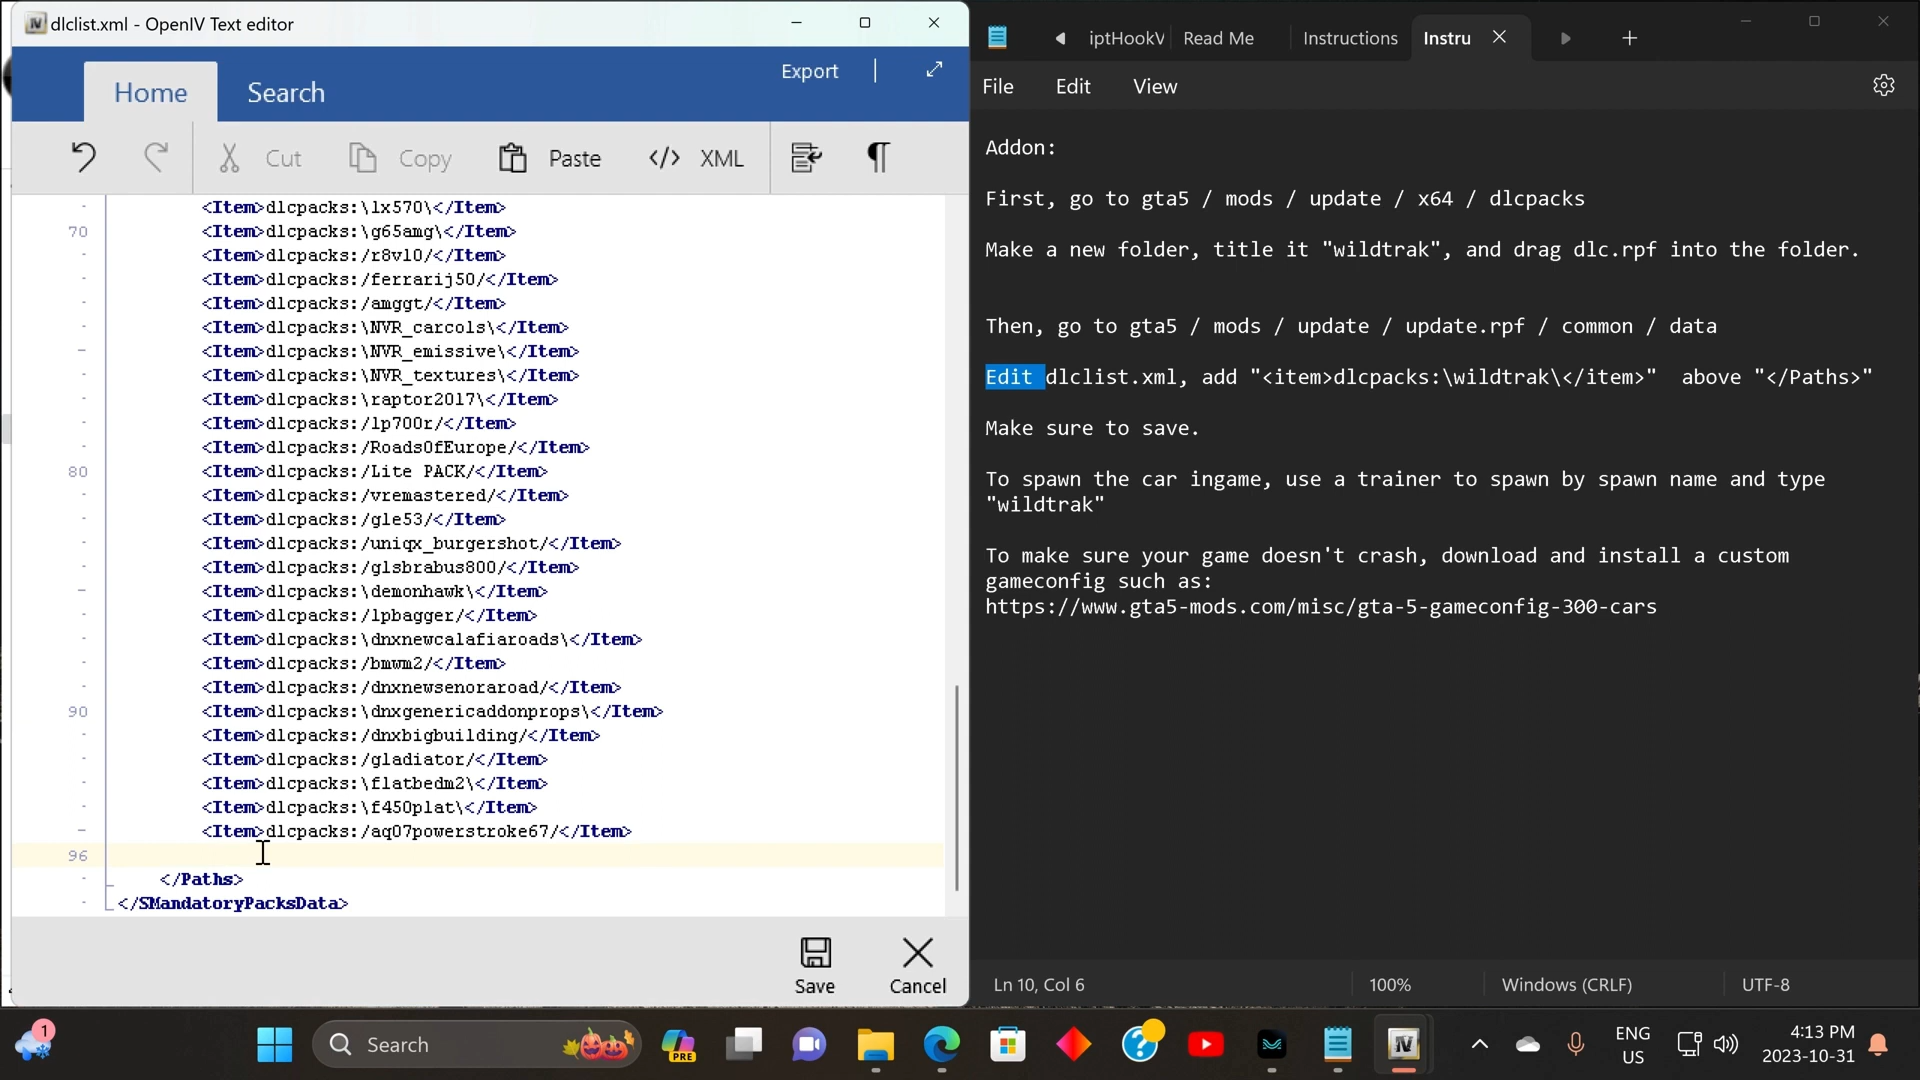 dlclist.xml - OpenIV Text editor
Export
Home
Search
Cut
Copy
Paste
</> XML
<Item>dlcpacks:\lx570\</Item>
70 <Item>dlcpacks:\g65amg\</Item>
<Item>dlcpacks:/r8v10/</Item>
<Item>dlcpacks:/ferrarij50/</Item>
<Item>dlcpacks:/amggt/</Item>
<Item>dlcpacks:\NVR_carcols\</Item>
<Item>dlcpacks:\NVR_emissive\</Item>
<Item>dlcpacks:\NVR_textures\</Item>
<Item>dlcpacks:\raptor2017\</Item>
<Item>dlcpacks:/lp700r/</Item>
<Item>dlcpacks:/RoadsOfEurope/</Item>
80 <Item>dlcpacks:/Lite PACK/</Item>
<Item>dlcpacks:/vremastered/</Item>
<Item>dlcpacks:/gle53/</Item>
<Item>dlcpacks:/uniqx_burgershot/</Item>
<Item>dlcpacks:/glsbrabus800/</Item>
<Item>dlcpacks:\demonhawk\</Item>
<Item>dlcpacks:/lpbagger/</Item>
<Item>dlcpacks:\dnxnewcalafiaroads\</Item>
<Item>dlcpacks:/bmwm2/</Item>
<Item>dlcpacks:/dnxnewsenoraroad/</Item>
90 <Item>dlcpacks:\dnxgenericaddonprops\</Item>
<Item>dlcpacks:/dnxbigbuilding/</Item>
<Item>dlcpacks:/gladiator/</Item>
<Item>dlcpacks:\flatbedm2\</Item>
<Item>dlcpacks:\f450plat\</Item>
<Item>dlcpacks:/aq07powerstroke67/</Item>
96
</Paths>
</SMandatoryPacksData>
Save
Cancel
iptHookV
Read Me
Instructions
Instru
File
Edit
View
Addon:
First, go to gta5 / mods / update / x64 / dlcpacks
Make a new folder, title it "wildtrak", and drag dlc.rpf into the folder.
Then, go to gta5 / mods / update / update.rpf / common / data
Edit dlclist.xml, add "<item>dlcpacks:\wildtrak\</item>"  above "</Paths>"
Make sure to save.
To spawn the car ingame, use a trainer to spawn by spawn name and type
"wildtrak"
To make sure your game doesn't crash, download and install a custom
gameconfig such as:
https://www.gta5-mods.com/misc/gta-5-gameconfig-300-cars
Ln 10, Col 6
100%
Windows (CRLF)
UTF-8
1
Search
PRE
ENG
US
4:13 PM
2023-10-31